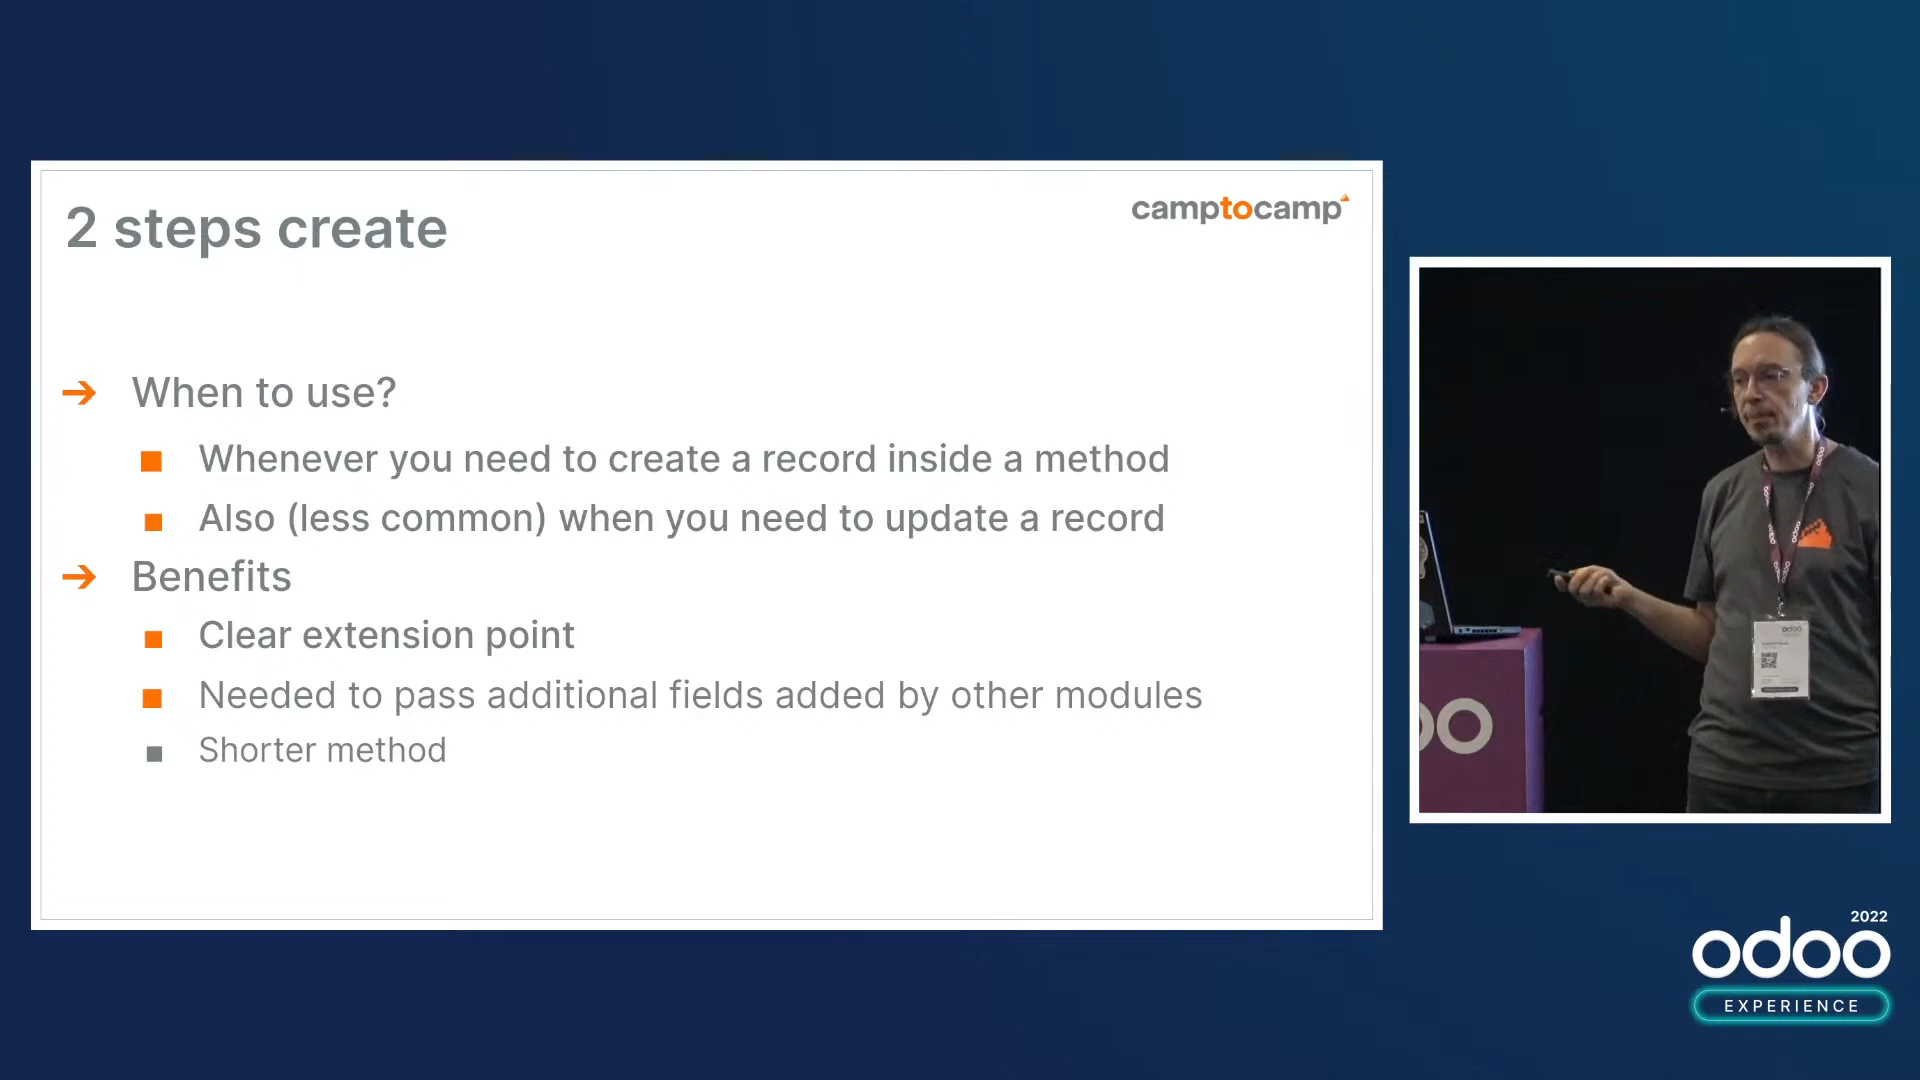 2 steps create
camptocamp
➔ When to use?
■ Whenever you need to create a record inside a method
■ Also (less common) when you need to update a record
➔ Benefits
■ Clear extension point
■ Needed to pass additional fields added by other modules
■ Shorter method
odoo
2022
odoo
EXPERIENCE